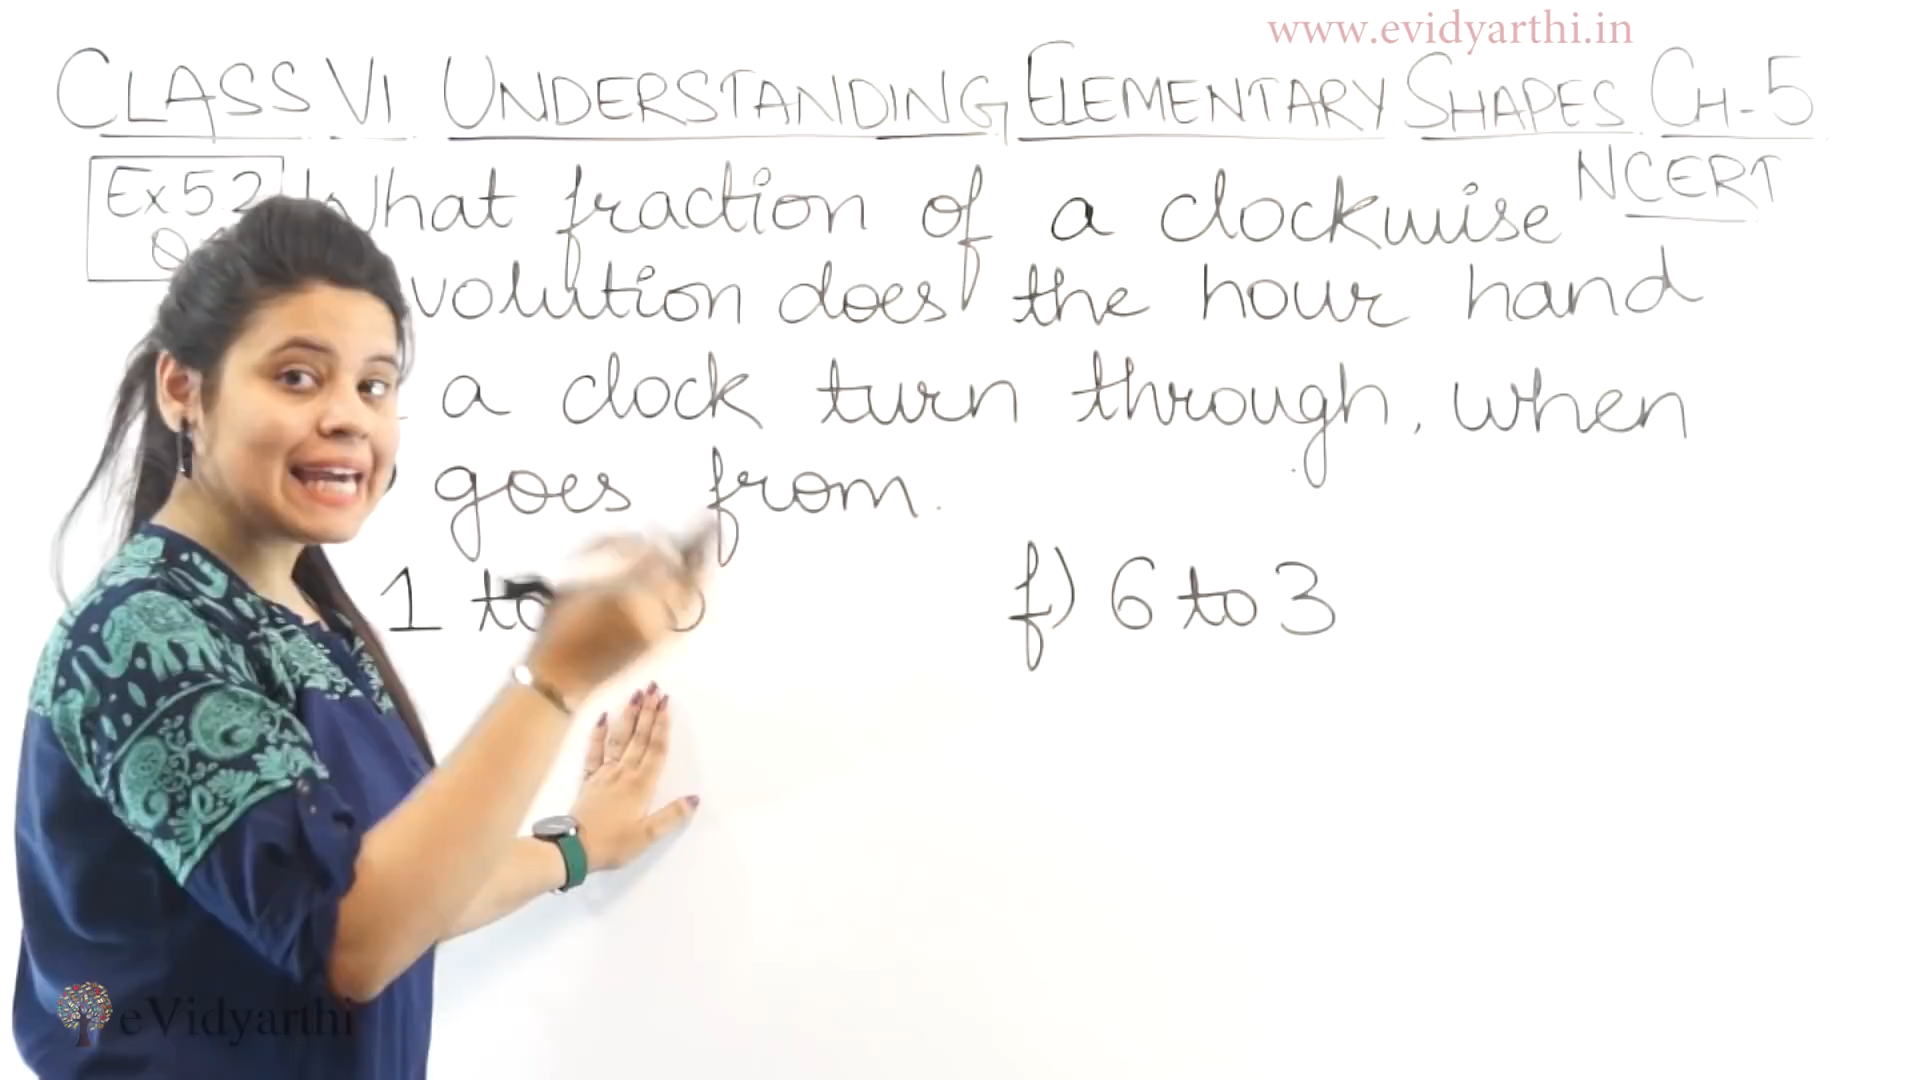 www.evidyarthi.in
CLASS VI UNDERSTANDING ELEMENTARY SHAPES CH-5
NCERT
Ex 5.2
What fraction of a clockwise
volution does the hour hand
a clock turn through, when
goes from.
1 to
f) 6 to 3
eVidyarthi